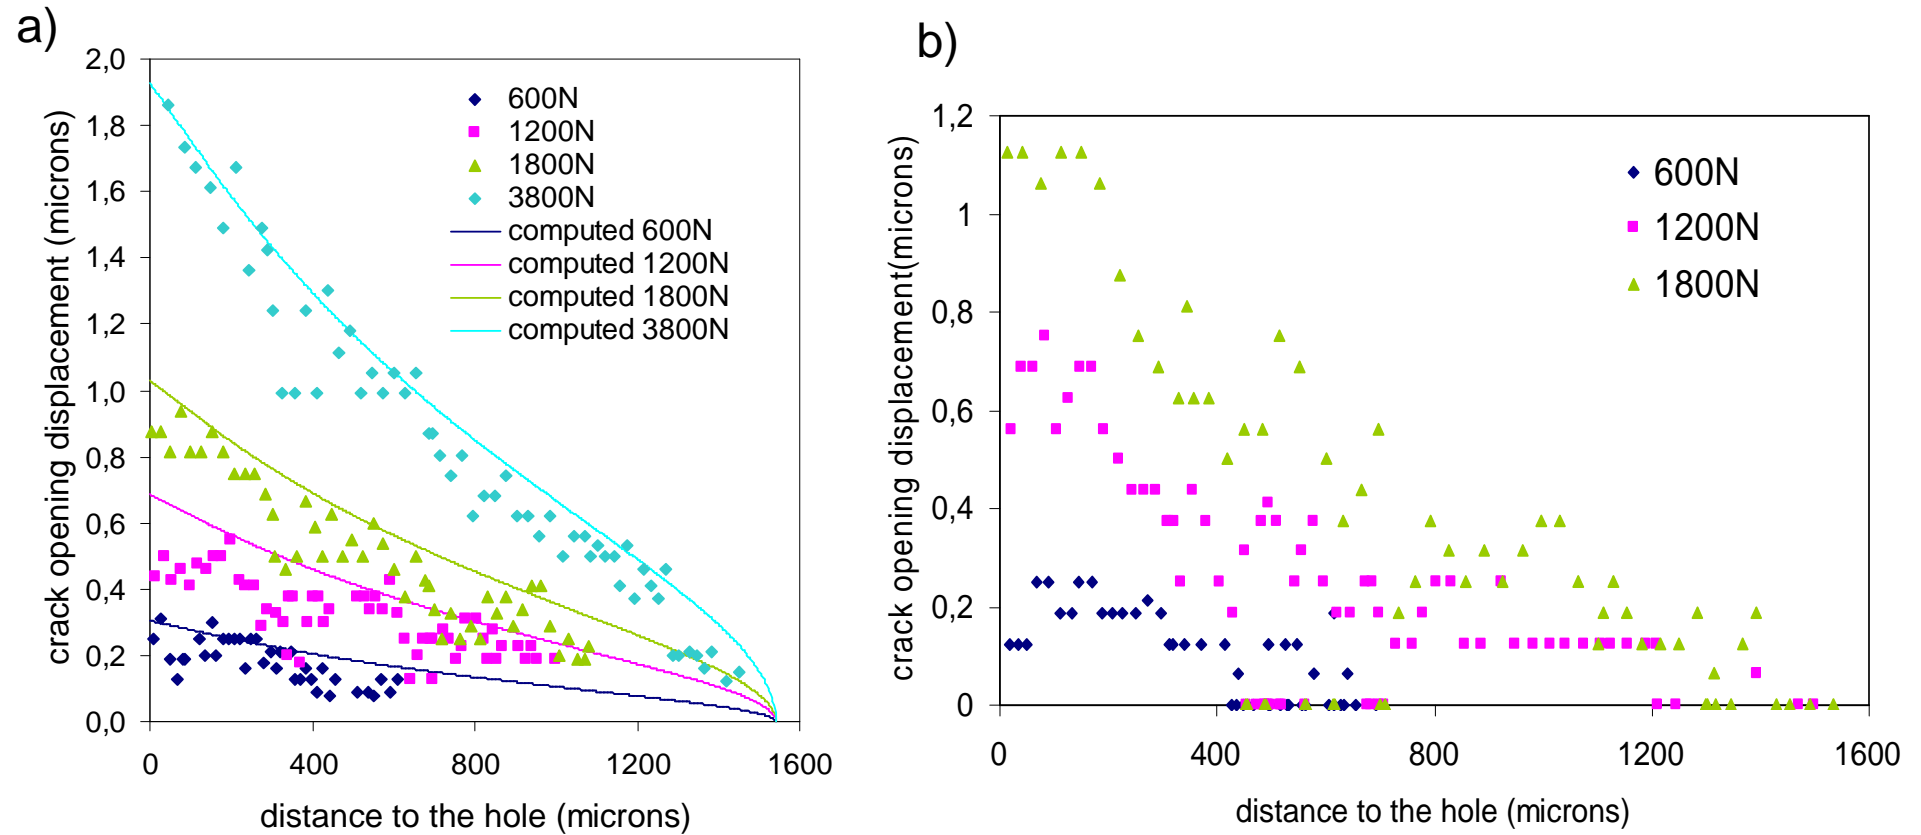 a)
crack opening displacement (microns)
2,0
1,8
1,6
1,4
1,2
1,0
0,8
0,6
0,4
0,2
0,0
600N
1200N
1800N
3800N
computed 600N
computed 1200N
computed 1800N
computed 3800N
0 400 800 1200 1600
distance to the hole (microns)
b)
crack opening displacement(microns)
1,2
1
0,8
0,6
0,4
0,2
0
600N
1200N
1800N
0 400 800 1200 1600
distance to the hole (microns)